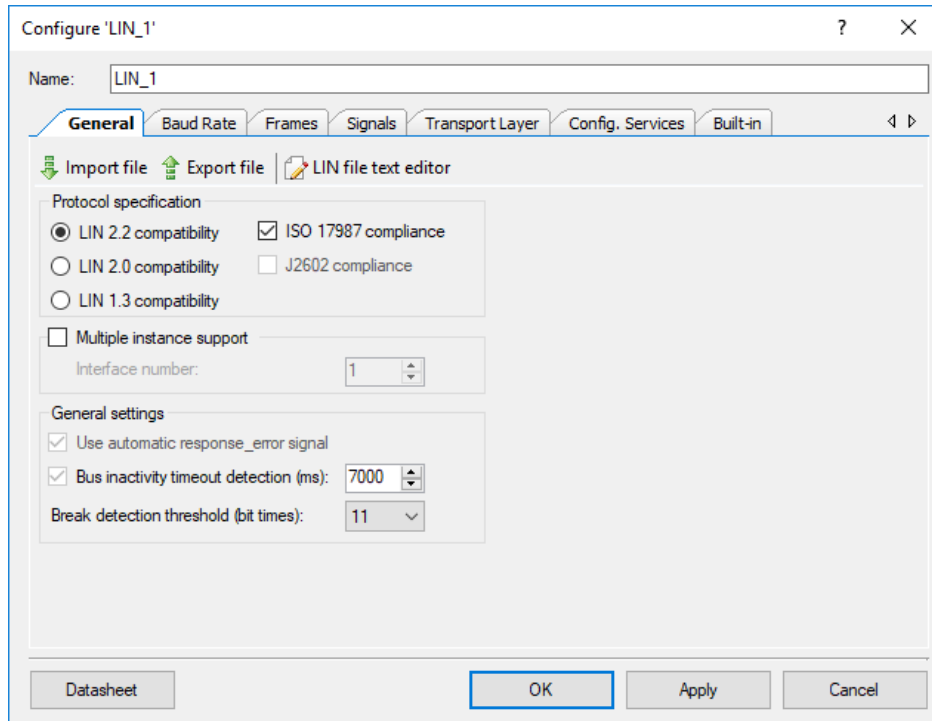 Configure 'LIN_1'
?
Name: LIN_1
General Baud Rate Frames Signals Transport Layer Config. Services Built-in
Import file Export file LIN file text editor
Protocol specification
LIN 2.2 compatibility ISO 17987 compliance
LIN 2.0 compatibility J2602 compliance
LIN 1.3 compatibility
Multiple instance support
Interface number: 1
General settings
Use automatic response_error signal
Bus inactivity timeout detection (ms): 7000
Break detection threshold (bit times): 11
Datasheet OK Apply Cancel